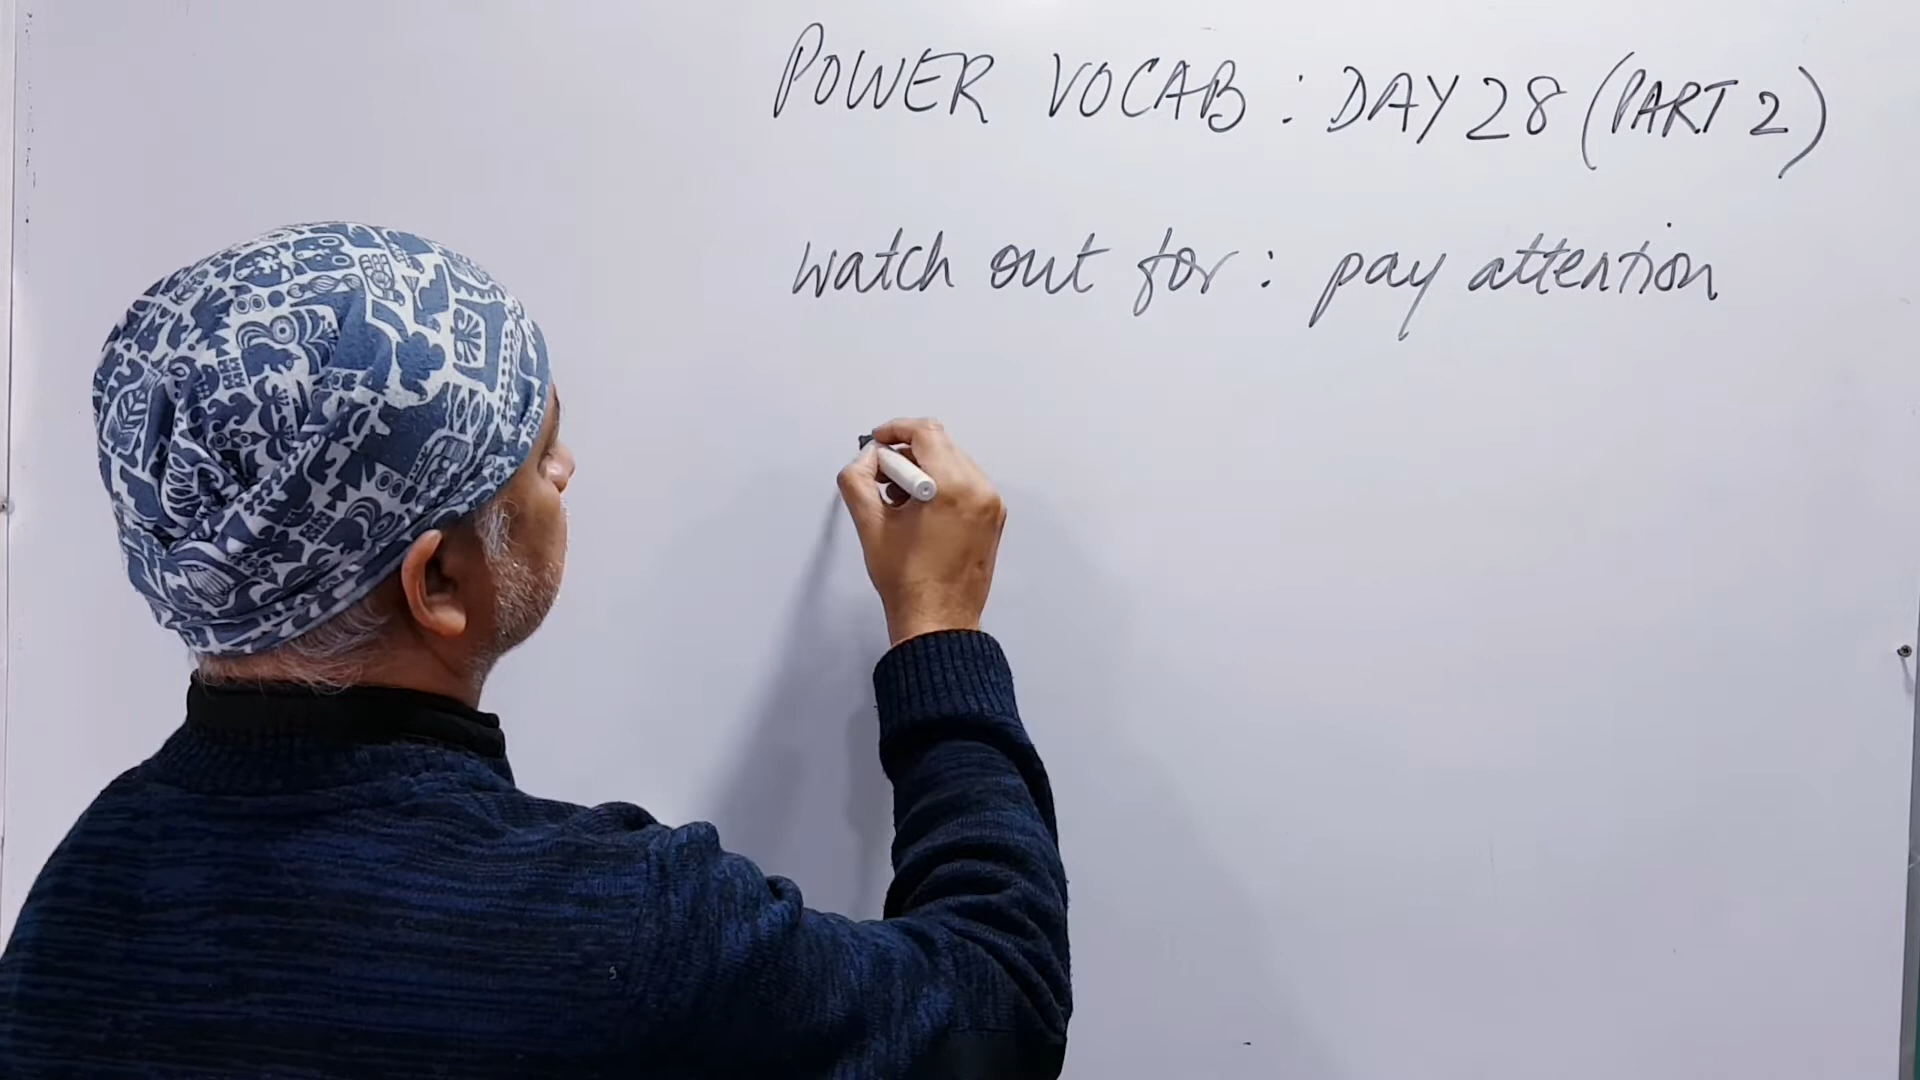 POWER VOCAB : DAY 28 (PART 2)
watch out for : pay attention